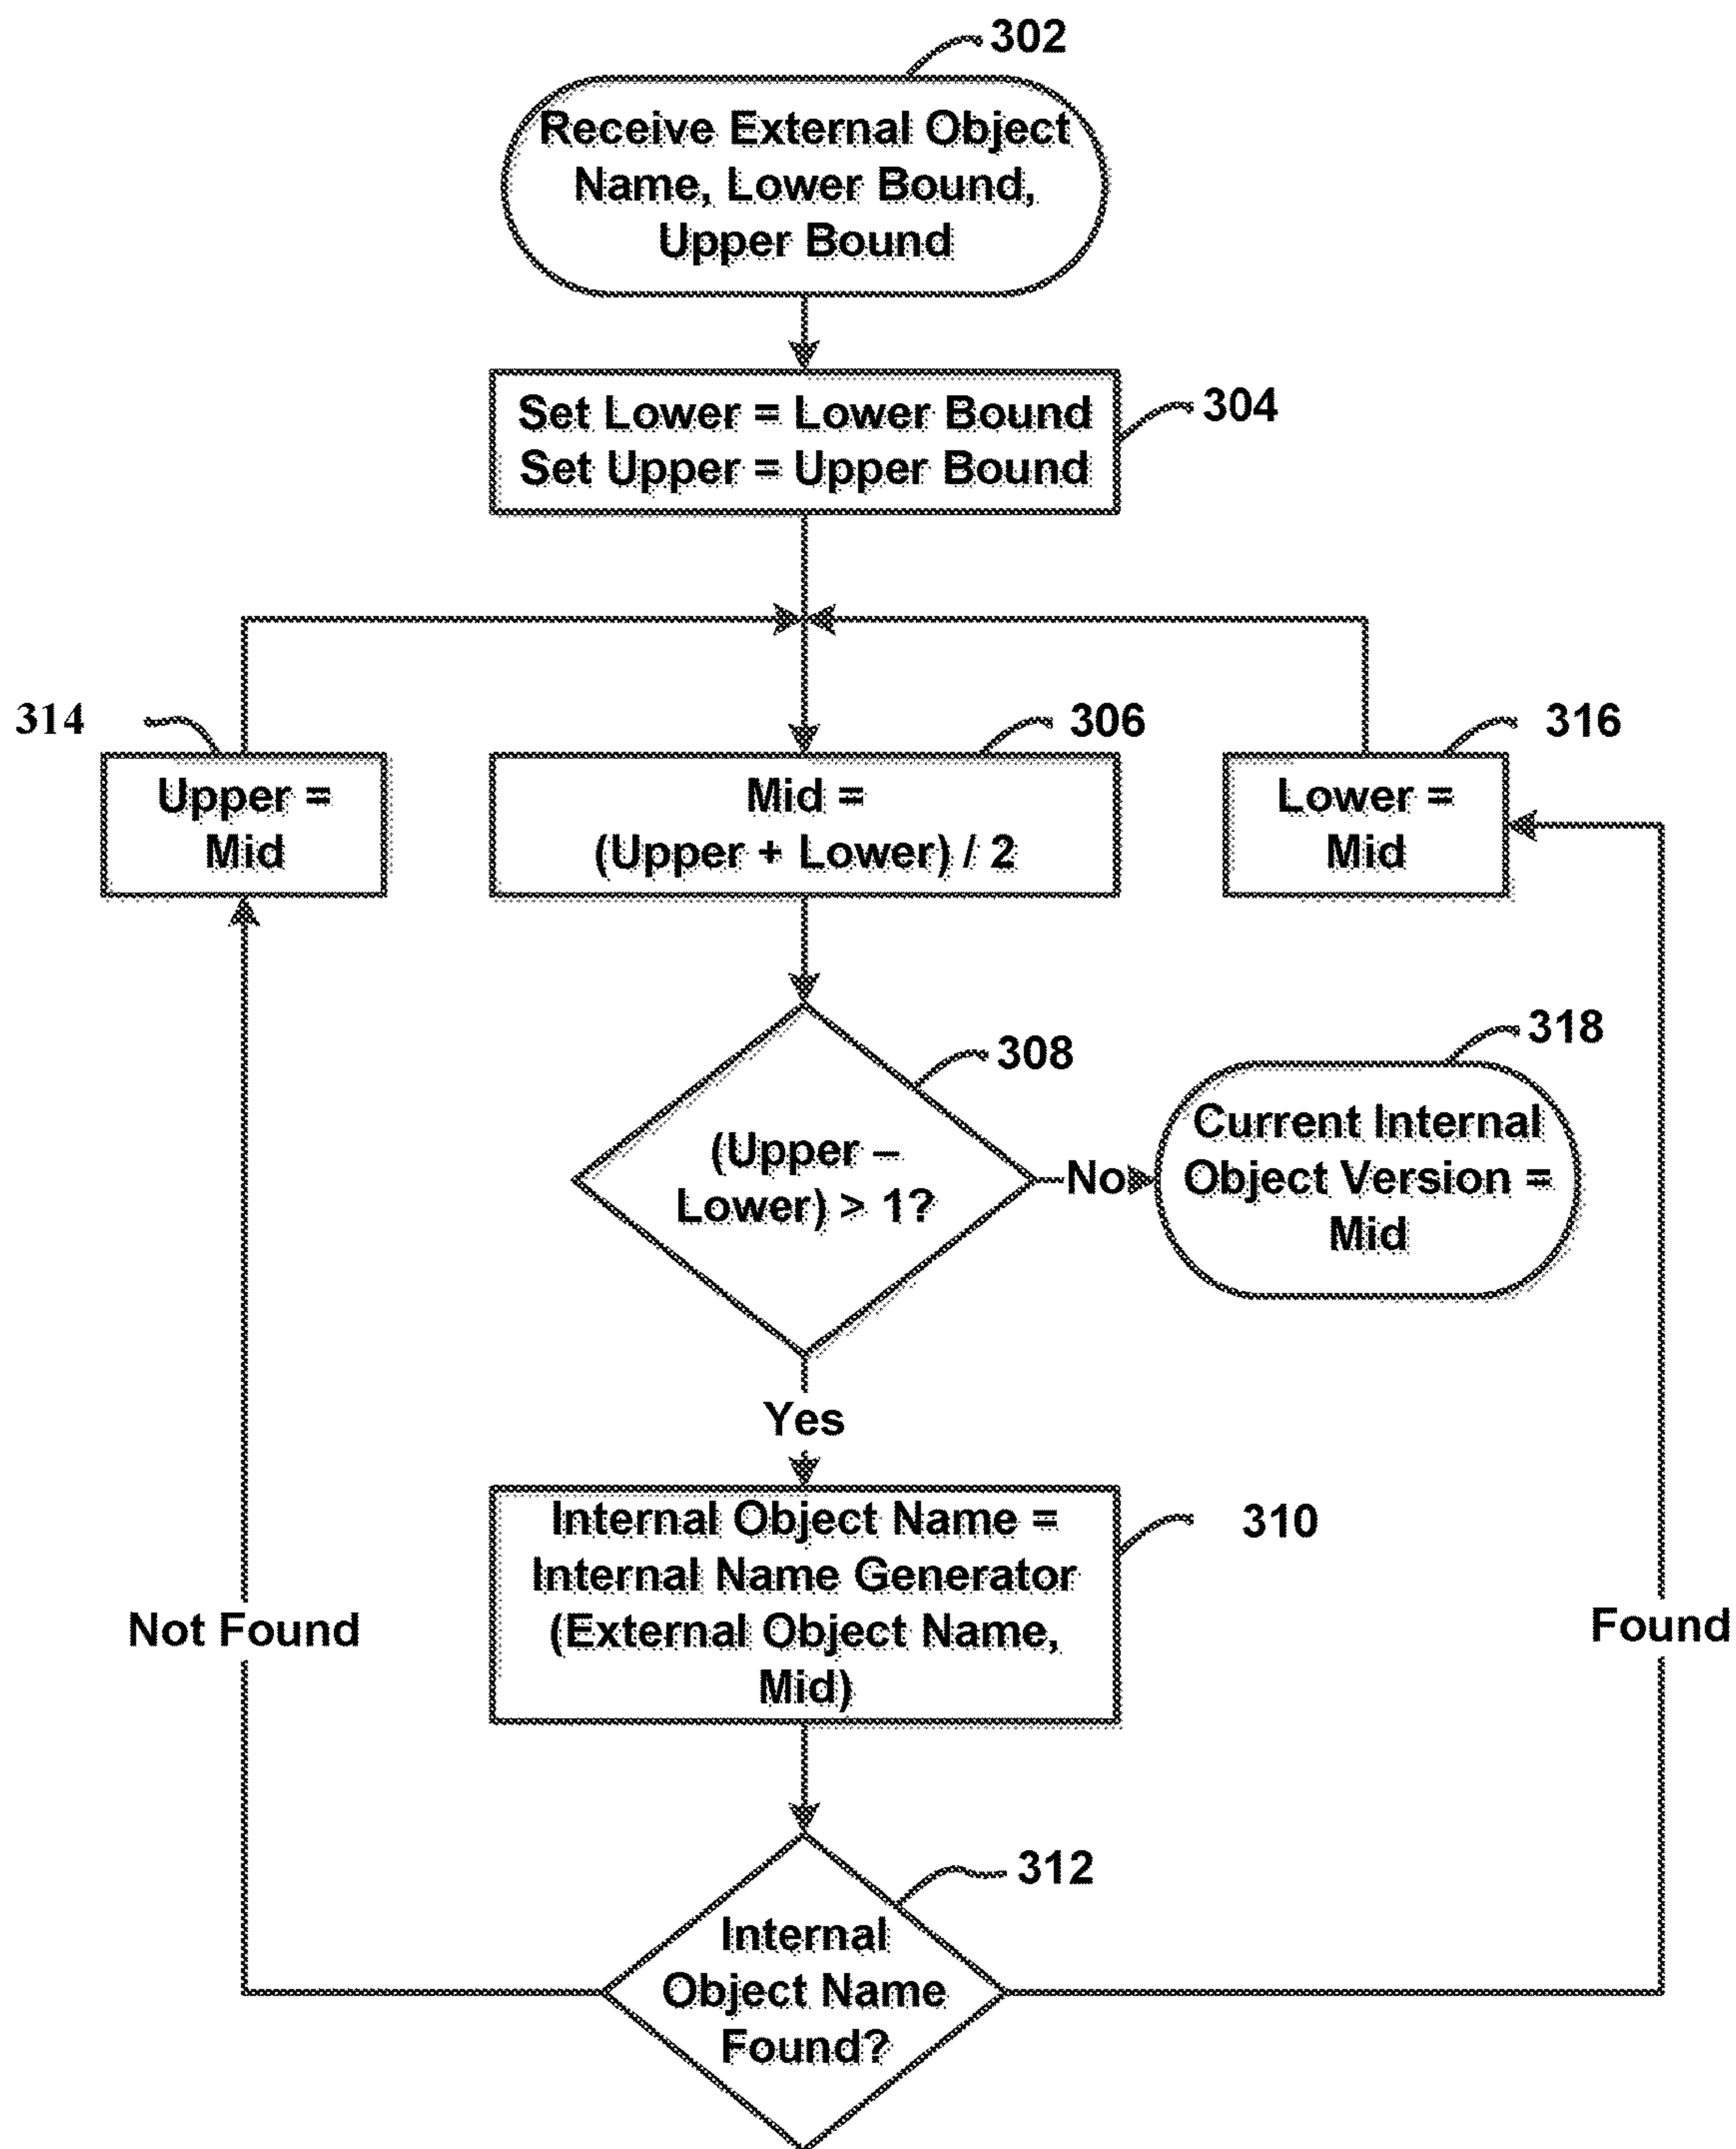 302
Receive External Object
Name, Lower Bound,
Upper Bound
Set Lower = Lower Bound
Set Upper = Upper Bound
304
314
306
316
Upper =
Mid
Mid =
(Upper + Lower) / 2
Lower =
Mid
308
318
(Upper –
Lower) > 1?
No
Current Internal
Object Version =
Mid
Yes
Internal Object Name =
Internal Name Generator
(External Object Name,
Mid)
310
Not Found
Found
312
Internal
Object Name
Found?